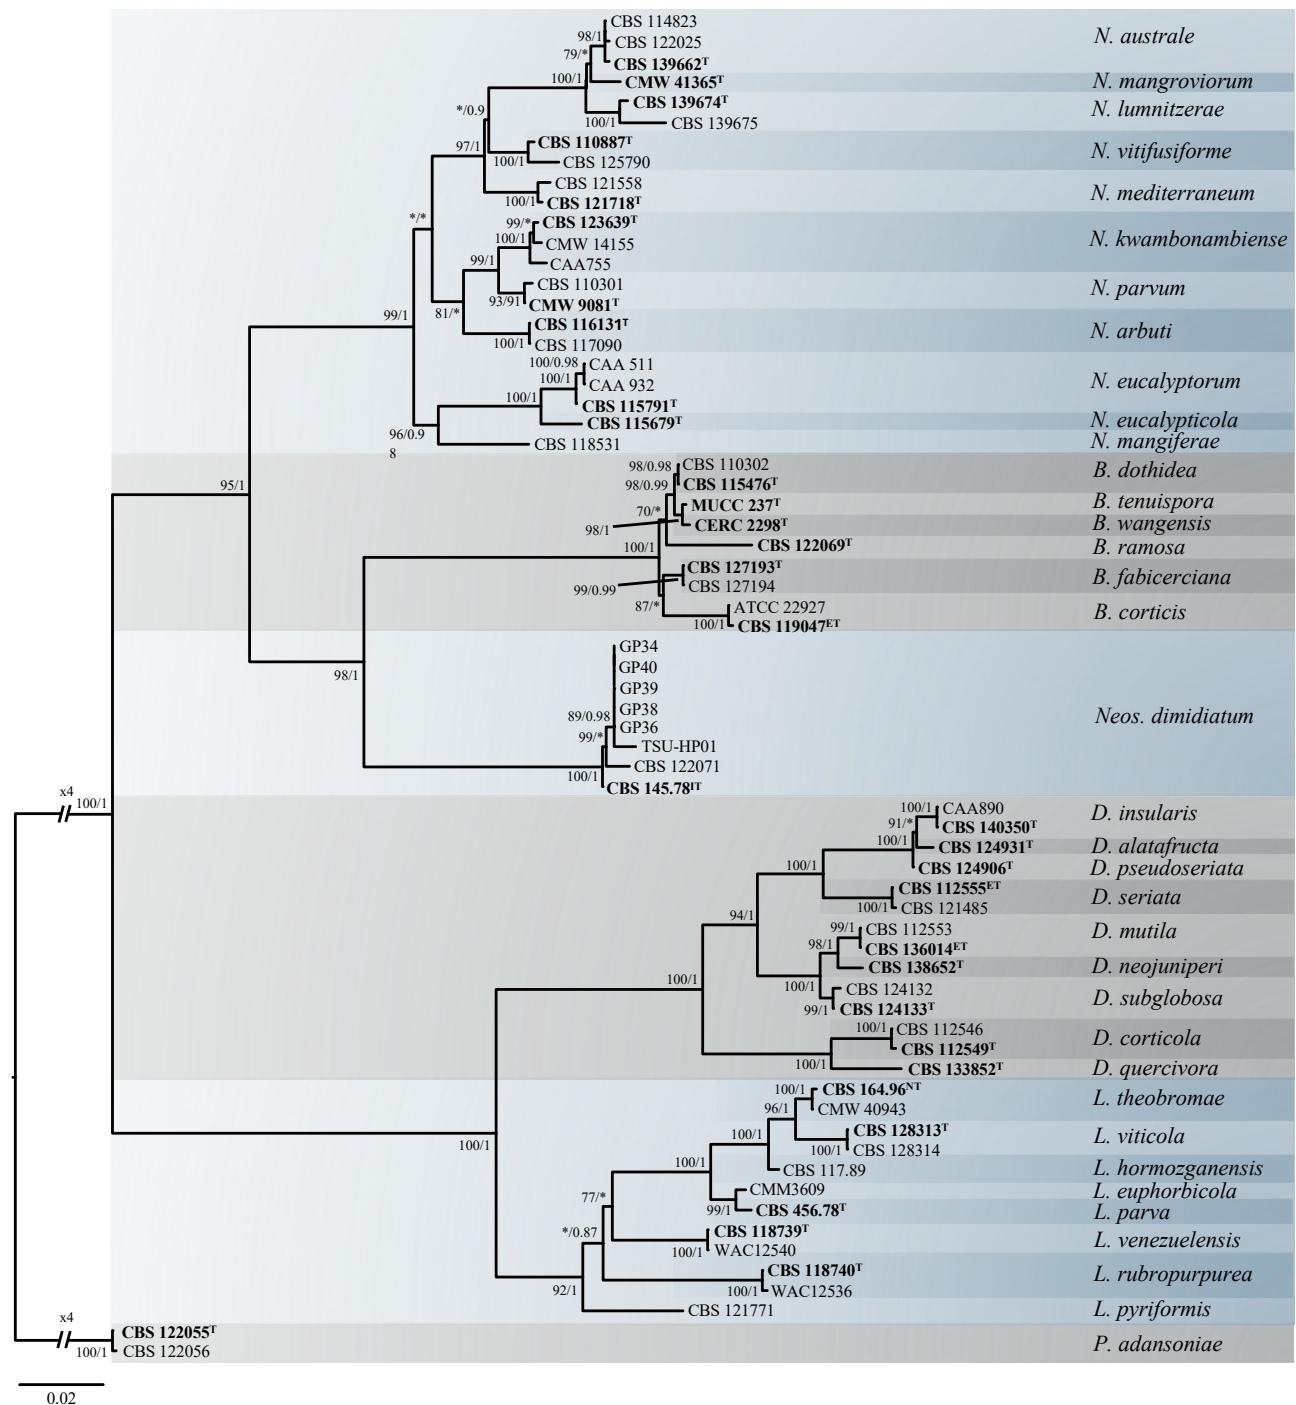 CBS 114823
98/1
CBS 122025
N. australe
79/*
CBS 139662ᵀ
100/1
CMW 41365ᵀ
N. mangroviorum
CBS 139674ᵀ
N. lumnitzerae
*/0.9
100/1
CBS 139675
CBS 110887ᵀ
N. vitifusiforme
97/1
100/1
CBS 125790
CBS 121558
N. mediterraneum
100/1
CBS 121718ᵀ
*/*
99/*
CBS 123639ᵀ
100/1
CMW 14155
N. kwambonambiense
99/1
CAA755
CBS 110301
N. parvum
93/91
CMW 9081ᵀ
81/*
99/1
CBS 116131ᵀ
N. arbuti
100/1
CBS 117090
100/0.98
CAA 511
100/1
CAA 932
N. eucalyptorum
100/1
CBS 115791ᵀ
CBS 115679ᵀ
N. eucalypticola
96/0.9
8
CBS 118531
N. mangiferae
98/0.98
CBS 110302
B. dothidea
95/1
98/0.99
CBS 115476ᵀ
70/*
MUCC 237ᵀ
B. tenuispora
98/1
CERC 2298ᵀ
B. wangensis
100/1
CBS 122069ᵀ
B. ramosa
CBS 127193ᵀ
B. fabicerciana
99/0.99
CBS 127194
87/*
ATCC 22927
B. corticis
100/1
CBS 119047ᴱᵀ
GP34
98/1
GP40
GP39
GP38
Neos. dimidiatum
89/0.98
GP36
99/*
TSU-HP01
CBS 122071
100/1
CBS 145.78ᴵᵀ
x4
100/1
100/1
CAA890
D. insularis
91/*
CBS 140350ᵀ
100/1
CBS 124931ᵀ
D. alatafructa
100/1
CBS 124906ᵀ
D. pseudoseriata
CBS 112555ᴱᵀ
D. seriata
100/1
CBS 121485
94/1
99/1
CBS 112553
D. mutila
98/1
CBS 136014ᴱᵀ
CBS 138652ᵀ
D. neojuniperi
100/1
100/1
CBS 124132
D. subglobosa
99/1
CBS 124133ᵀ
100/1
CBS 112546
D. corticola
CBS 112549ᵀ
100/1
CBS 133852ᵀ
D. quercivora
100/1
CBS 164.96ᴺᵀ
L. theobromae
96/1
CMW 40943
100/1
CBS 128313ᵀ
L. viticola
100/1
100/1
CBS 128314
100/1
CBS 117.89
L. hormozganensis
CMM3609
L. euphorbicola
77/*
99/1
CBS 456.78ᵀ
L. parva
*/0.87
CBS 118739ᵀ
L. venezuelensis
100/1
WAC12540
CBS 118740ᵀ
L. rubropurpurea
92/1
100/1
WAC12536
CBS 121771
L. pyriformis
x4
CBS 122055ᵀ
P. adansoniae
100/1
CBS 122056
0.02